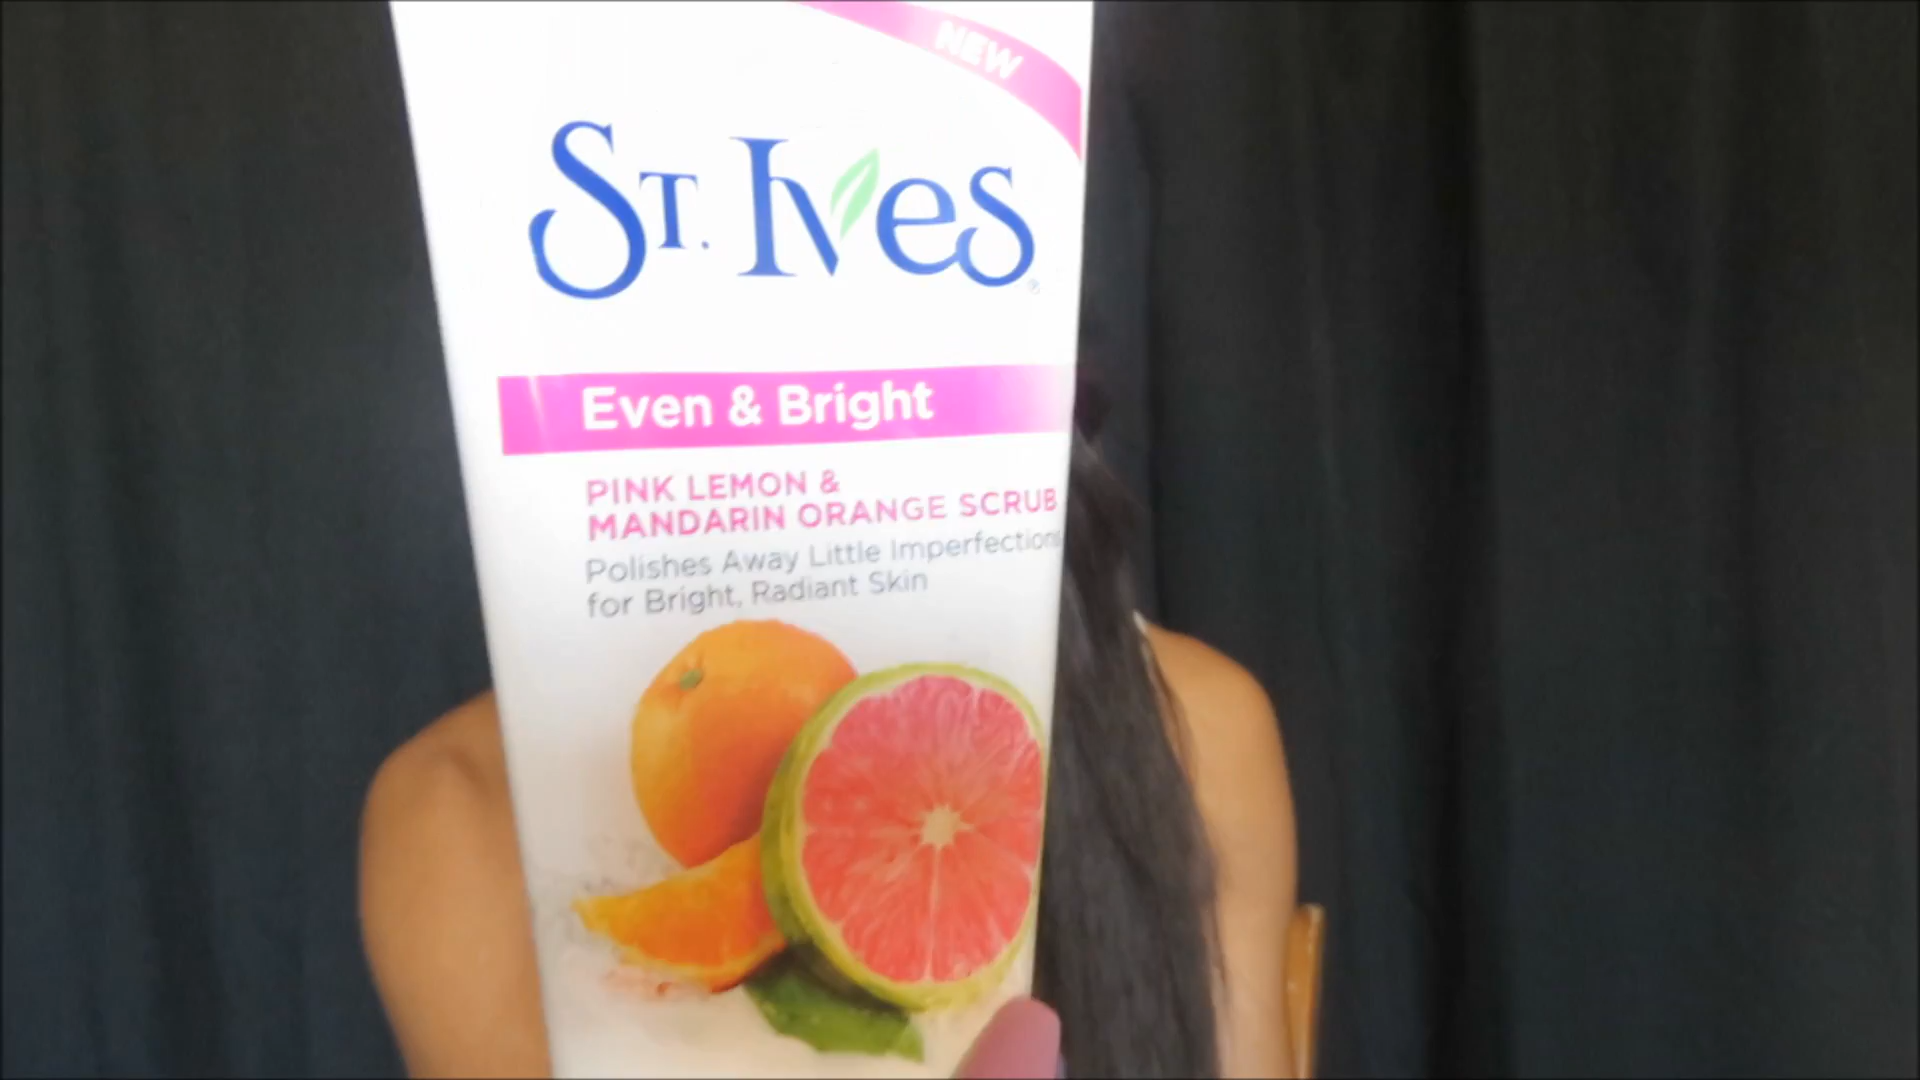 NEW
ST. Ives
Even & Bright
PINK LEMON &
MANDARIN ORANGE SCRUB
Polishes Away Little Imperfections
for Bright, Radiant Skin